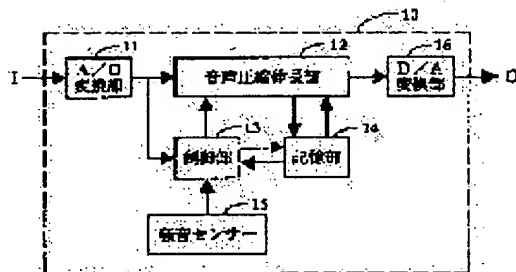 10
11
12
16
I
A/D
変換部
音声圧縮伸長部
D/A
変換部
O
13
14
制御部
記憶部
15
騒音センサー